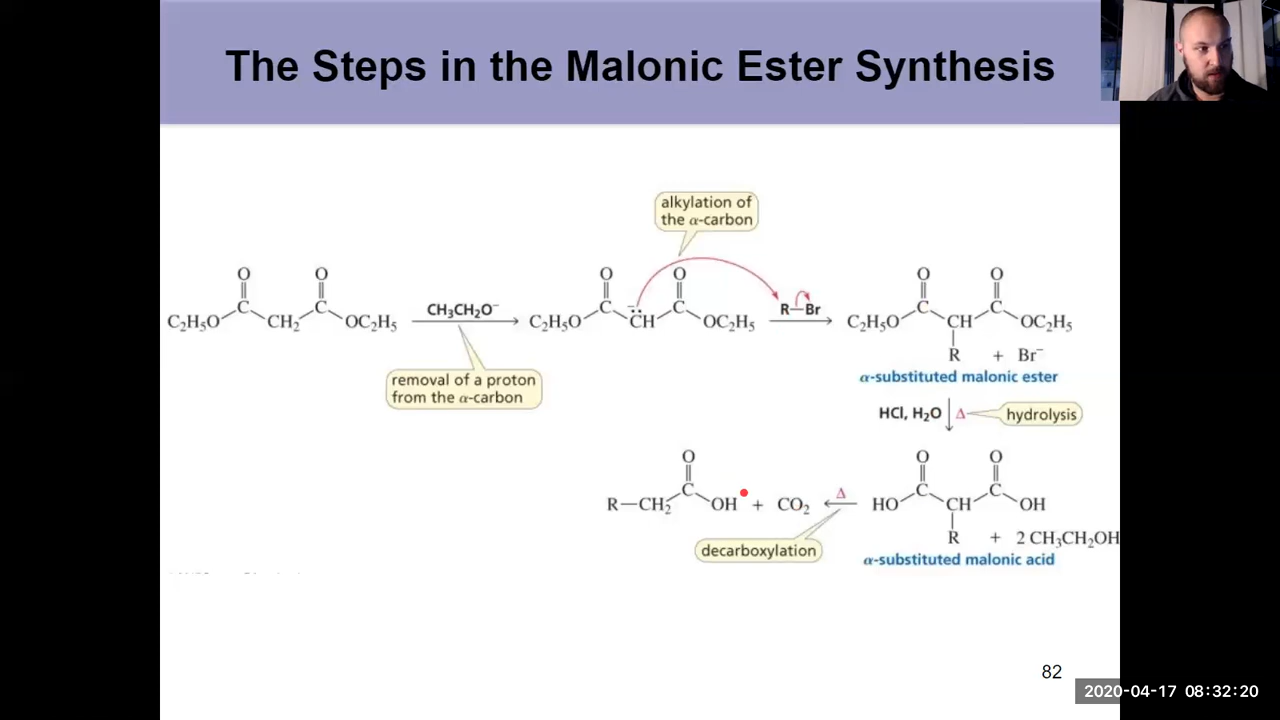 The Steps in the Malonic Ester Synthesis
alkylation of
the α-carbon
O O O O O O
C C C C C C
C₂H₅O CH₂ OC₂H₅ CH₃CH₂O⁻ C₂H₅O CH OC₂H₅ R—Br C₂H₅O CH OC₂H₅
R + Br⁻
removal of a proton
from the α-carbon
α-substituted malonic ester
HCl, H₂O Δ hydrolysis
O O O
C C C
R—CH₂ OH + CO₂ Δ HO CH OH
R + 2 CH₃CH₂OH
decarboxylation
α-substituted malonic acid
82
2020-04-17 08:32:20